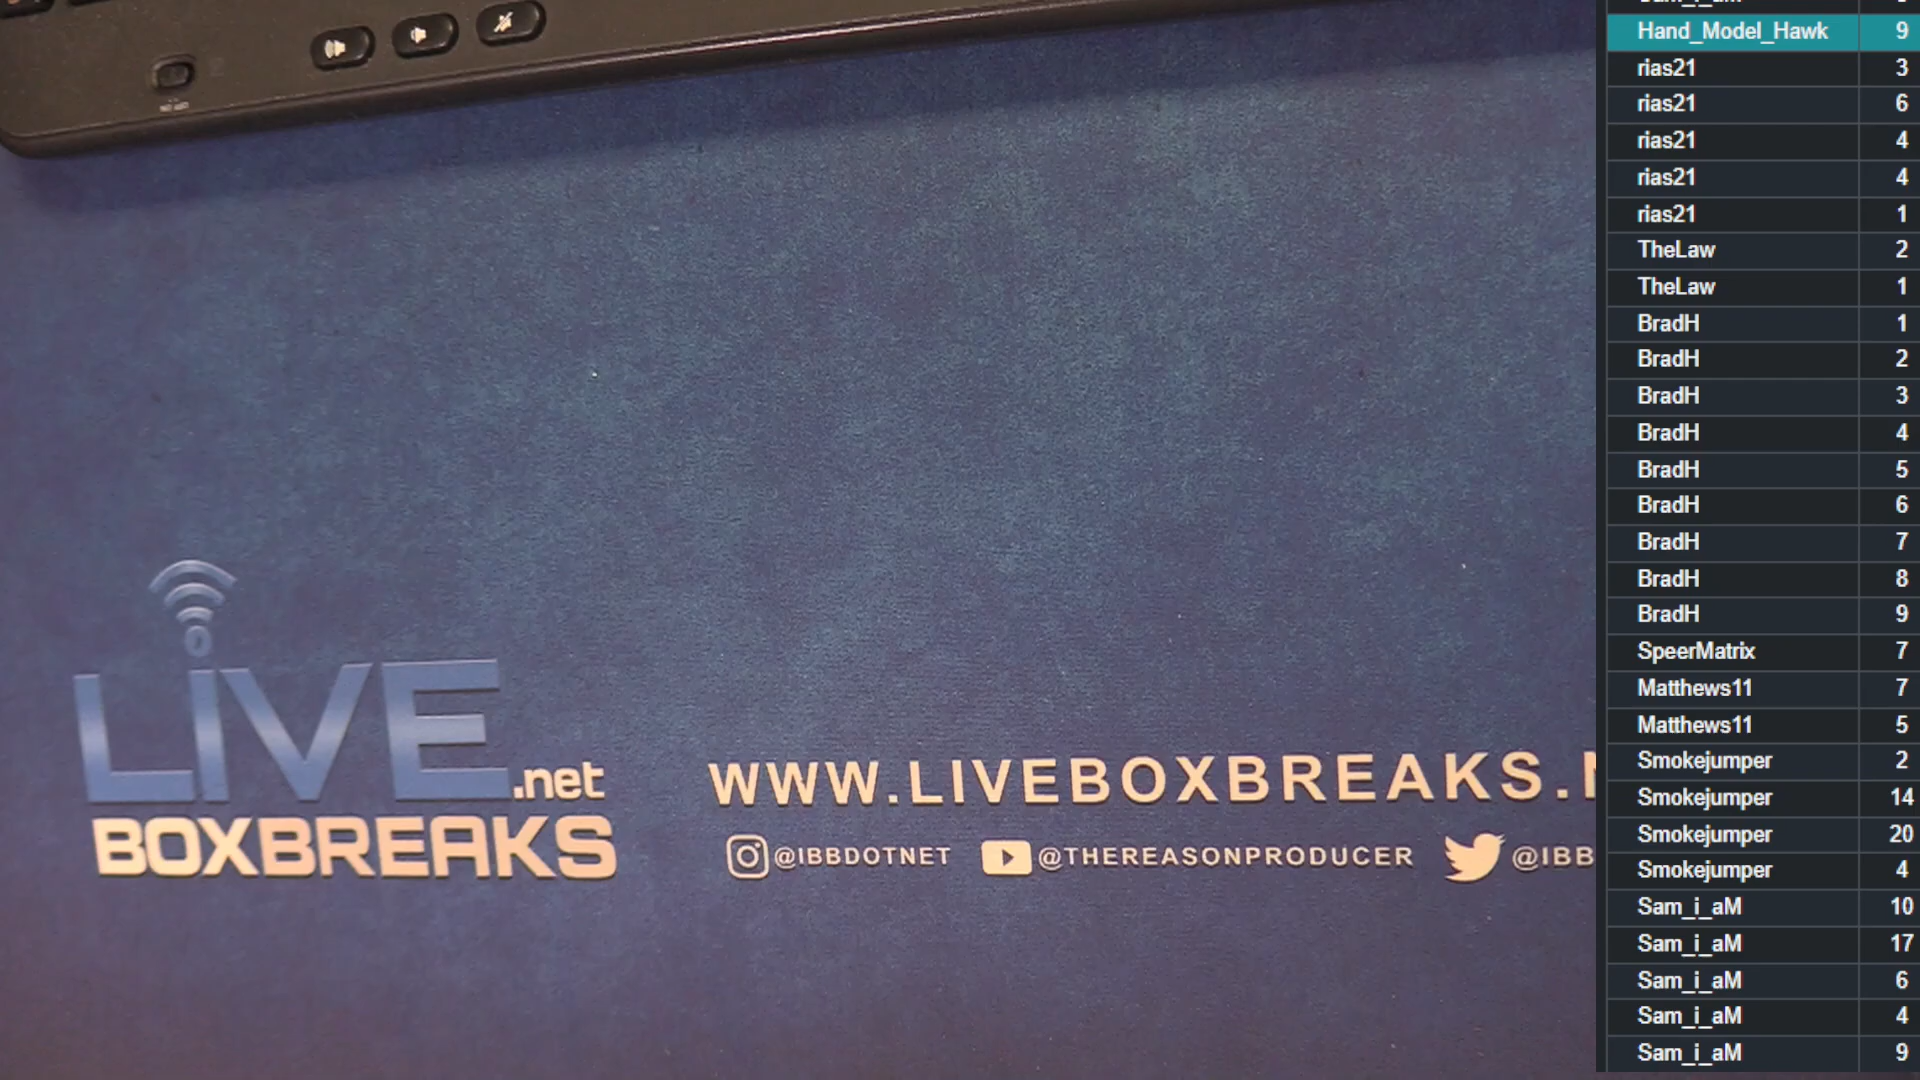 Hand_Model_Hawk 9
rias21 3
rias21 6
rias21 4
rias21 4
rias21 1
TheLaw 2
TheLaw 1
BradH 1
BradH 2
BradH 3
BradH 4
BradH 5
BradH 6
BradH 7
BradH 8
BradH 9
SpeerMatrix 7
Matthews11 7
Matthews11 5
Smokejumper 2
Smokejumper 14
Smokejumper 20
Smokejumper 4
Sam_i_aM 10
Sam_i_aM 17
Sam_i_aM 6
Sam_i_aM 4
Sam_i_aM 9
LiVE.net
BOXBREAKS
WWW.LIVEBOXBREAKS.
@IBBDOTNET @THEREASONPRODUCER @IBB